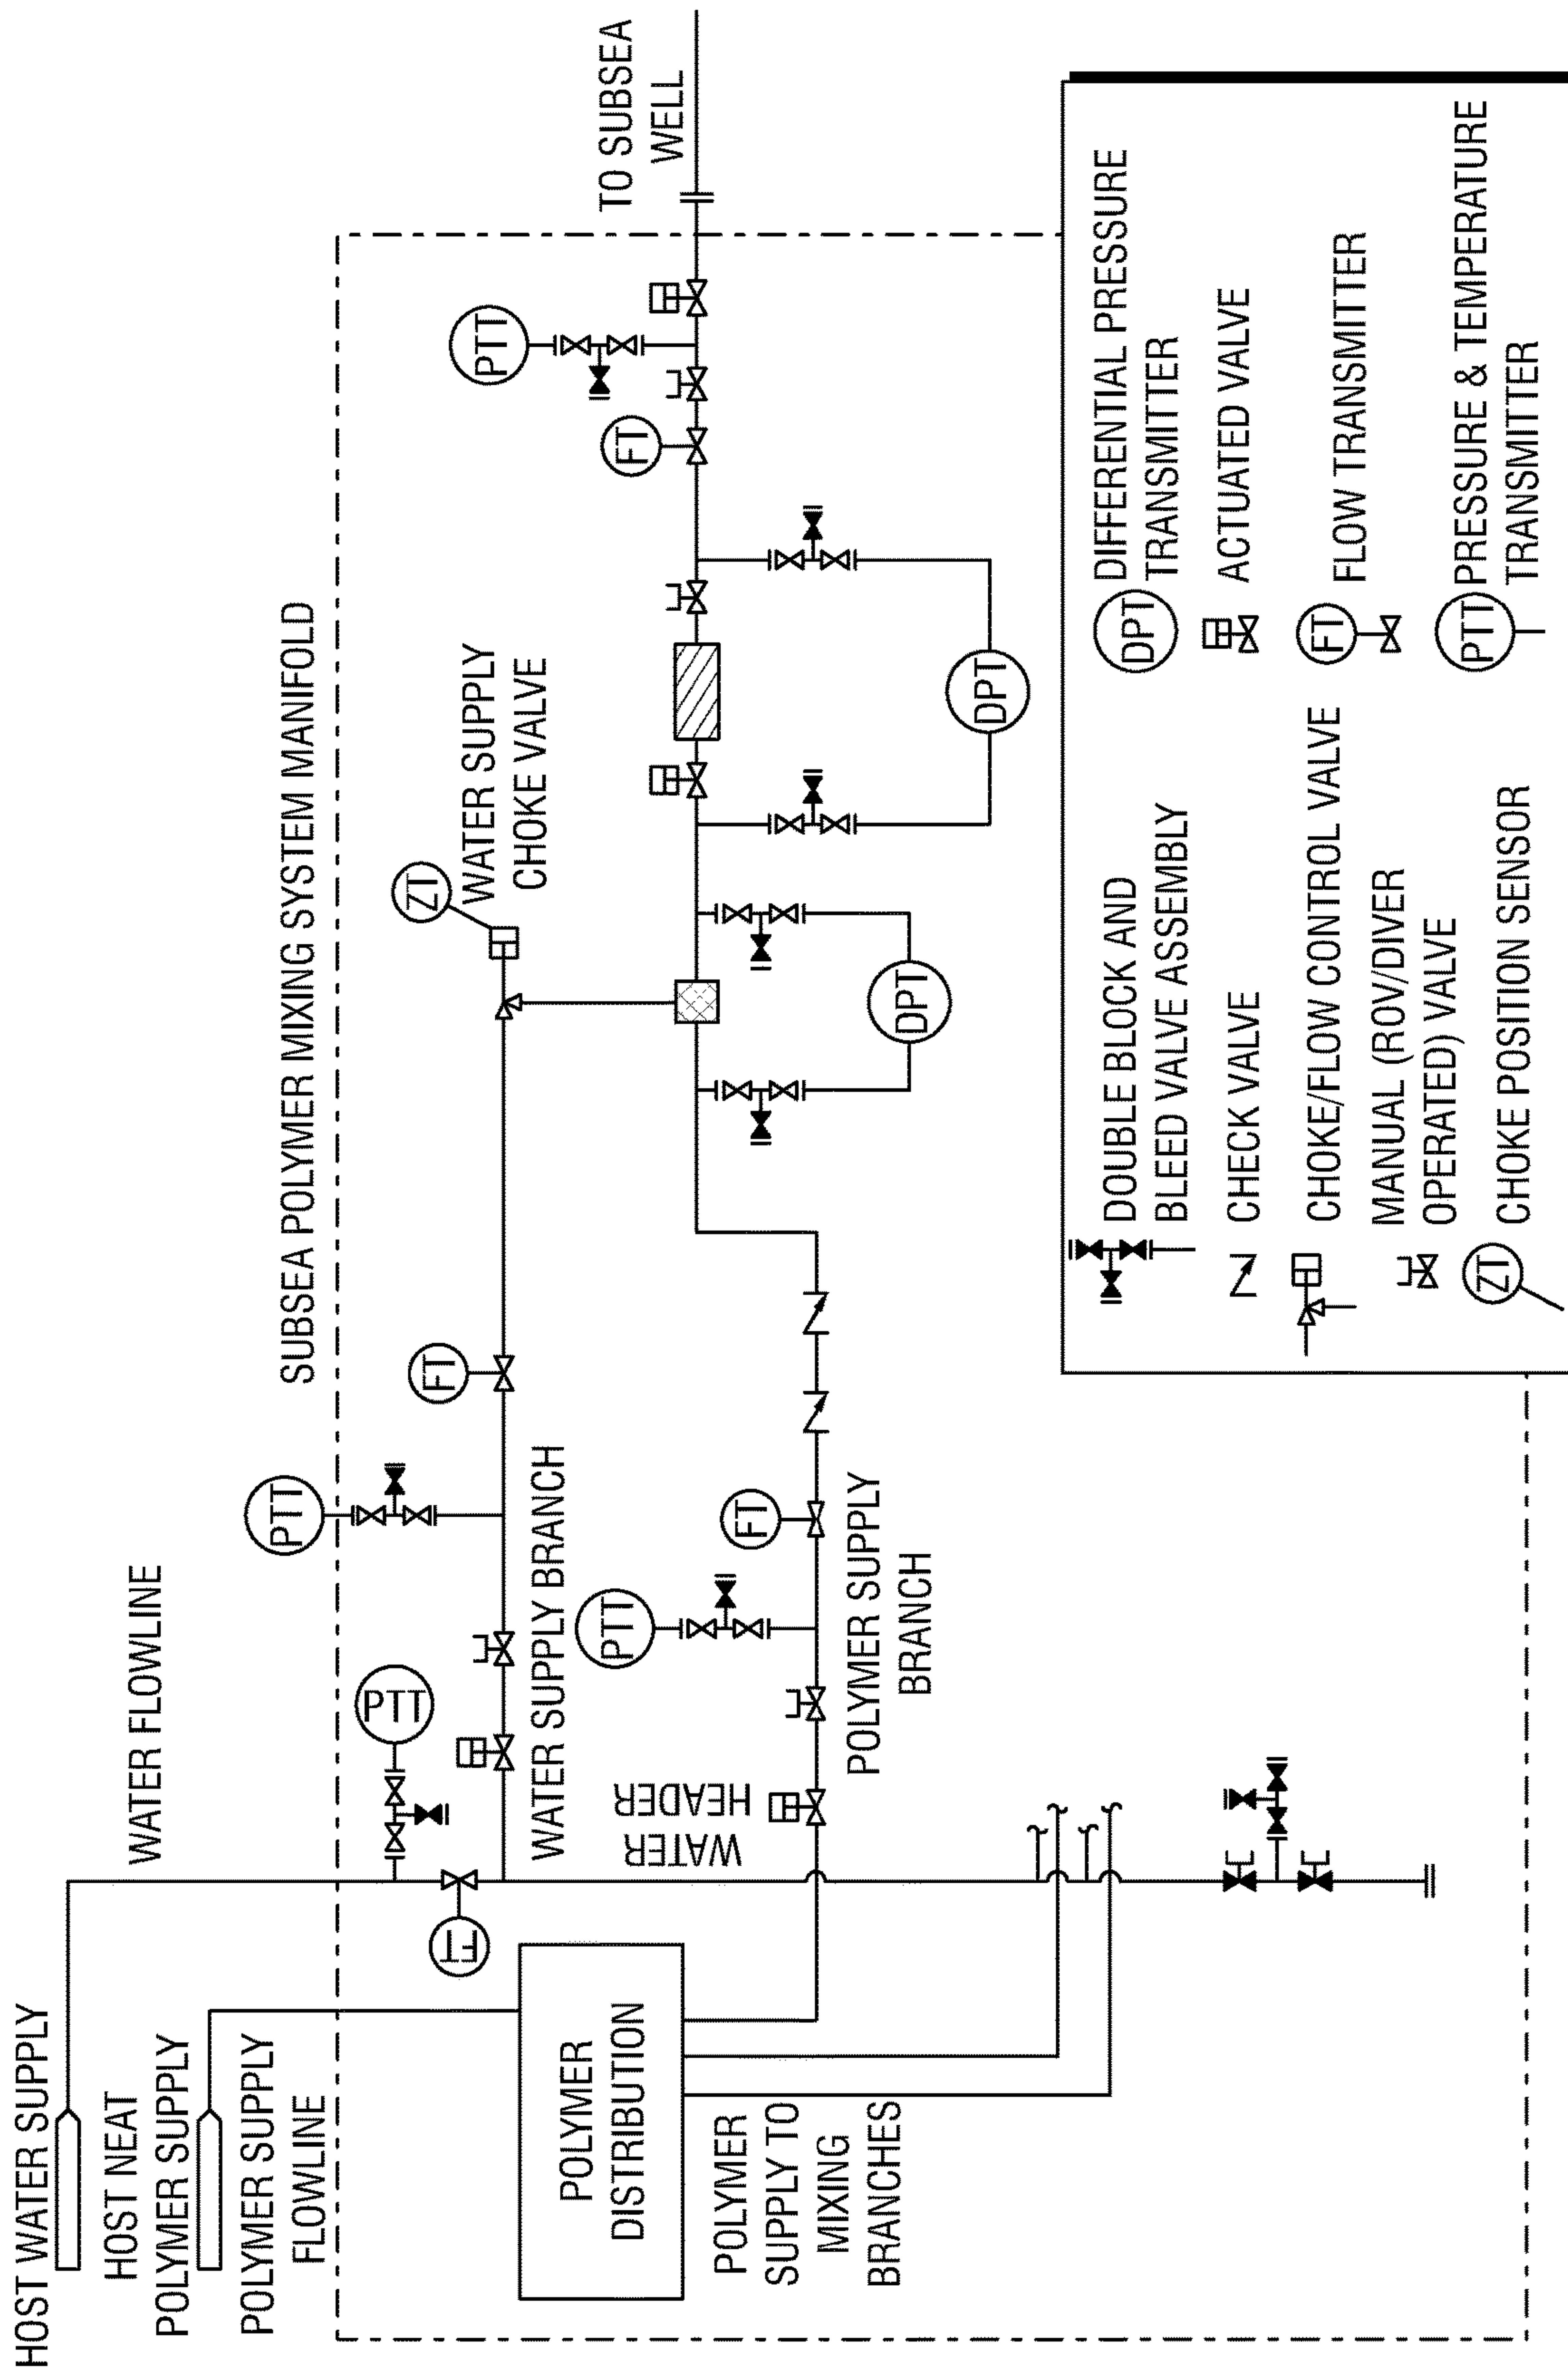 HOST WATER SUPPLY
HOST NEAT
POLYMER SUPPLY
POLYMER SUPPLY
FLOWLINE
WATER FLOWLINE
SUBSEA POLYMER MIXING SYSTEM MANIFOLD
TO SUBSEA
WELL
PTT
PTT
FT
ZT
WATER SUPPLY
CHOKE VALVE
PTT
FT
FT
WATER SUPPLY BRANCH
POLYMER
DISTRIBUTION
WATER
HEADER
PTT
FT
DPT
DPT
POLYMER SUPPLY
BRANCH
POLYMER
SUPPLY TO
MIXING
BRANCHES
DOUBLE BLOCK AND
BLEED VALVE ASSEMBLY
CHECK VALVE
CHOKE/FLOW CONTROL VALVE
MANUAL (ROV/DIVER
OPERATED) VALVE
ZT
CHOKE POSITION SENSOR
DPT
DIFFERENTIAL PRESSURE
TRANSMITTER
ACTUATED VALVE
FT
FLOW TRANSMITTER
PTT
PRESSURE & TEMPERATURE
TRANSMITTER